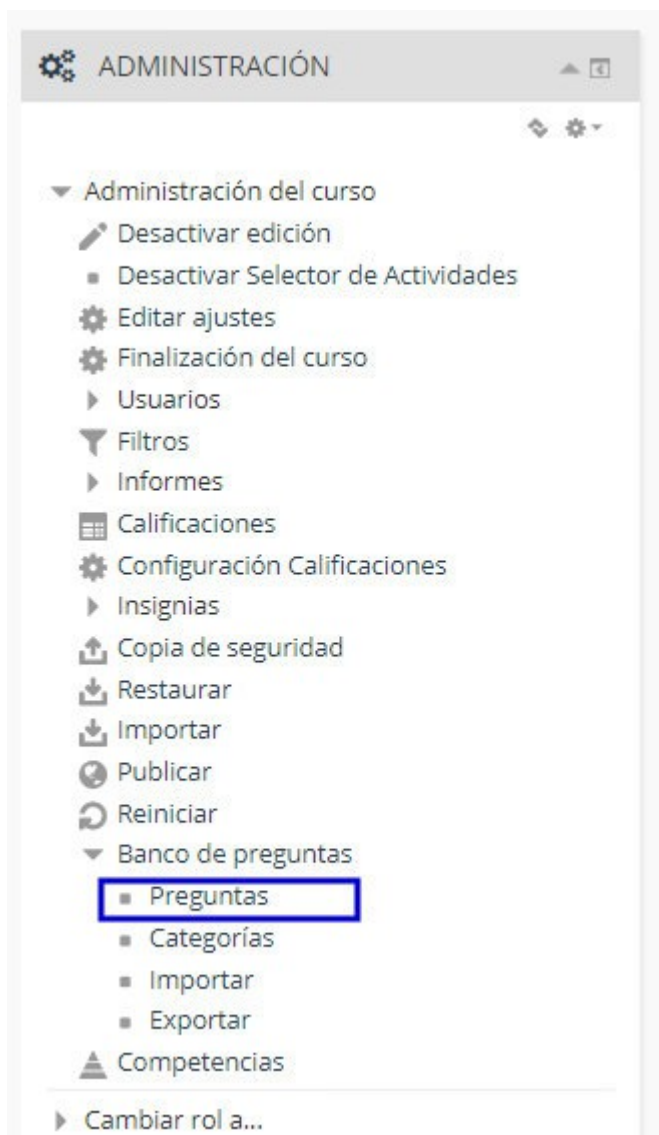 ADMINISTRACIÓN
Administración del curso
Desactivar edición
Desactivar Selector de Actividades
Editar ajustes
Finalización del curso
Usuarios
Filtros
Informes
Calificaciones
Configuración Calificaciones
Insignias
Copia de seguridad
Restaurar
Importar
Publicar
Reiniciar
Banco de preguntas
Preguntas
Categorías
Importar
Exportar
Competencias
Cambiar rol a...